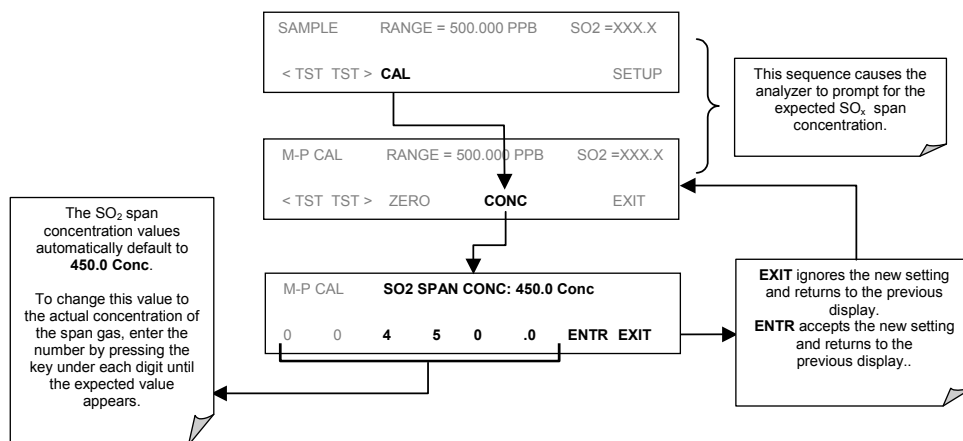 SAMPLE RANGE = 500.000 PPB SO2 =XXX.X
< TST TST > CAL SETUP
This sequence causes the
analyzer to prompt for the
expected SOₓ span
concentration.
M-P CAL RANGE = 500.000 PPB SO2 =XXX.X
< TST TST > ZERO CONC EXIT
The SO₂ span
concentration values
automatically default to
450.0 Conc.
To change this value to
the actual concentration of
the span gas, enter the
number by pressing the
key under each digit until
the expected value
appears.
M-P CAL SO2 SPAN CONC: 450.0 Conc
0 0 4 5 0 .0 ENTR EXIT
EXIT ignores the new setting
and returns to the previous
display.
ENTR accepts the new setting
and returns to the
previous display..